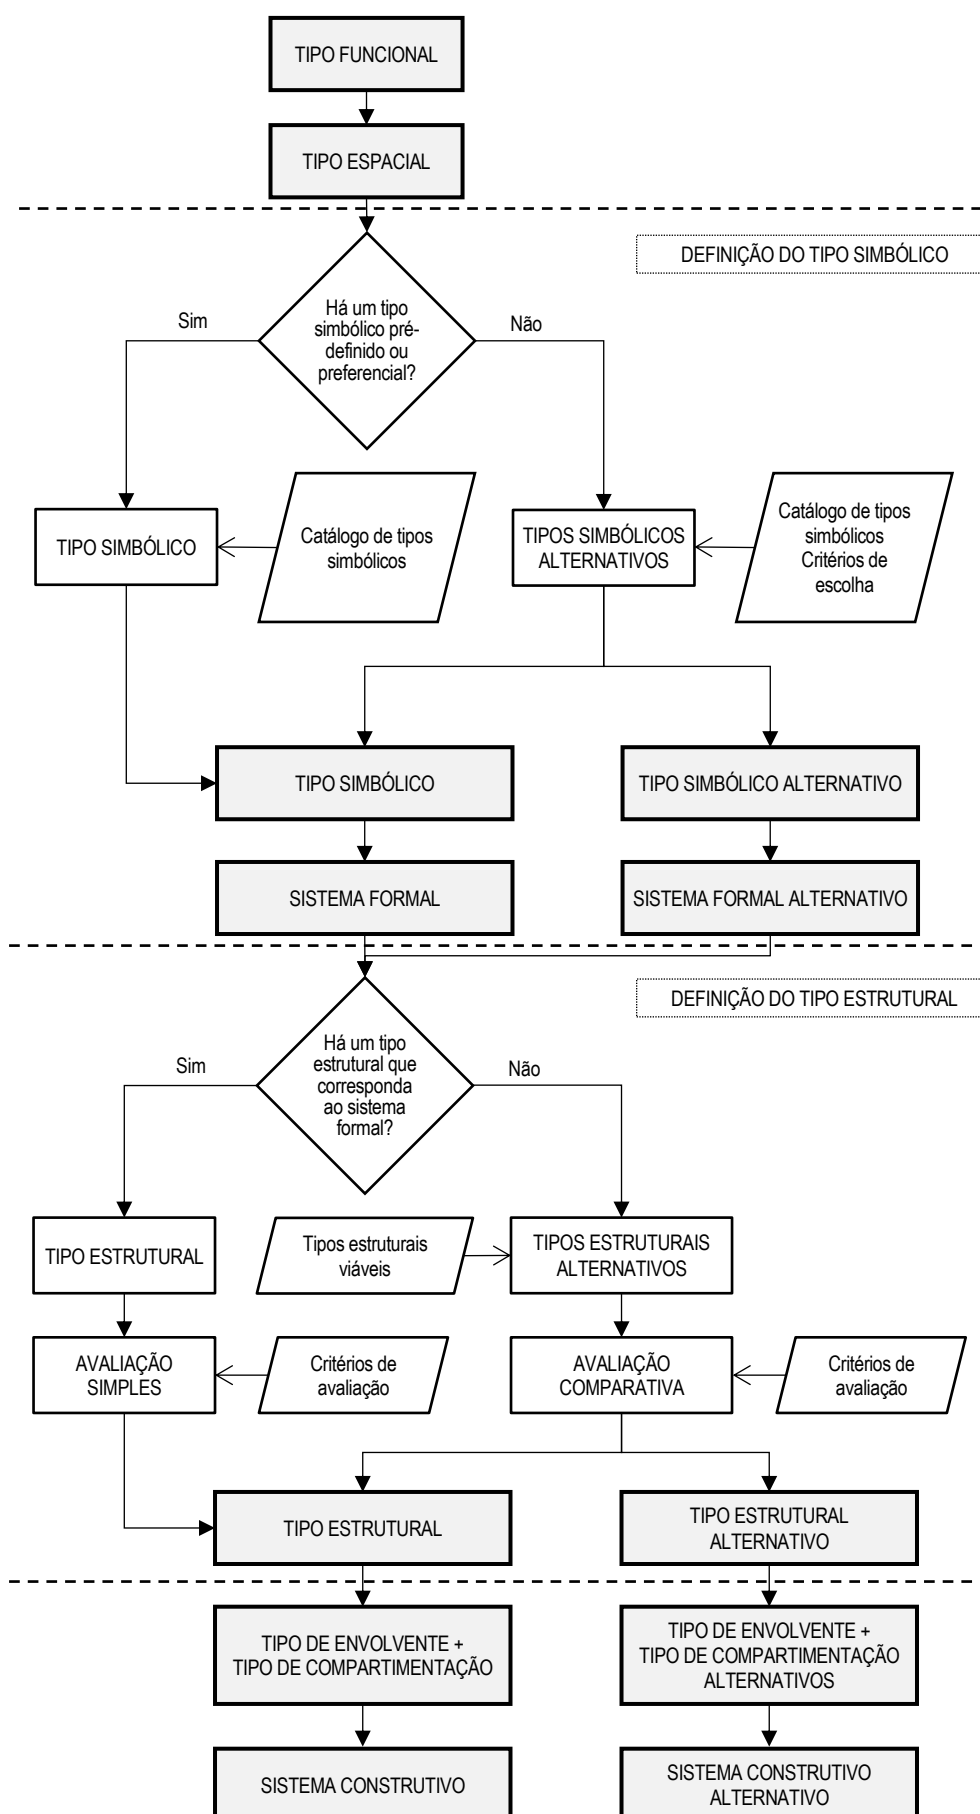 TIPO FUNCIONAL
TIPO ESPACIAL
DEFINIÇÃO DO TIPO SIMBÓLICO
Há um tipo
simbólico pré-
definido ou
preferencial?
Sim
Não
TIPO SIMBÓLICO
Catálogo de tipos
simbólicos
TIPOS SIMBÓLICOS
ALTERNATIVOS
Catálogo de tipos
simbólicos
Critérios de
escolha
TIPO SIMBÓLICO
TIPO SIMBÓLICO ALTERNATIVO
SISTEMA FORMAL
SISTEMA FORMAL ALTERNATIVO
DEFINIÇÃO DO TIPO ESTRUTURAL
Há um tipo
estrutural que
corresponda
ao sistema
formal?
Sim
Não
TIPO ESTRUTURAL
Tipos estruturais
viáveis
TIPOS ESTRUTURAIS
ALTERNATIVOS
AVALIAÇÃO
SIMPLES
Critérios de
avaliação
AVALIAÇÃO
COMPARATIVA
Critérios de
avaliação
TIPO ESTRUTURAL
TIPO ESTRUTURAL
ALTERNATIVO
TIPO DE ENVOLVENTE +
TIPO DE COMPARTIMENTAÇÃO
TIPO DE ENVOLVENTE +
TIPO DE COMPARTIMENTAÇÃO
ALTERNATIVOS
SISTEMA CONSTRUTIVO
SISTEMA CONSTRUTIVO
ALTERNATIVO